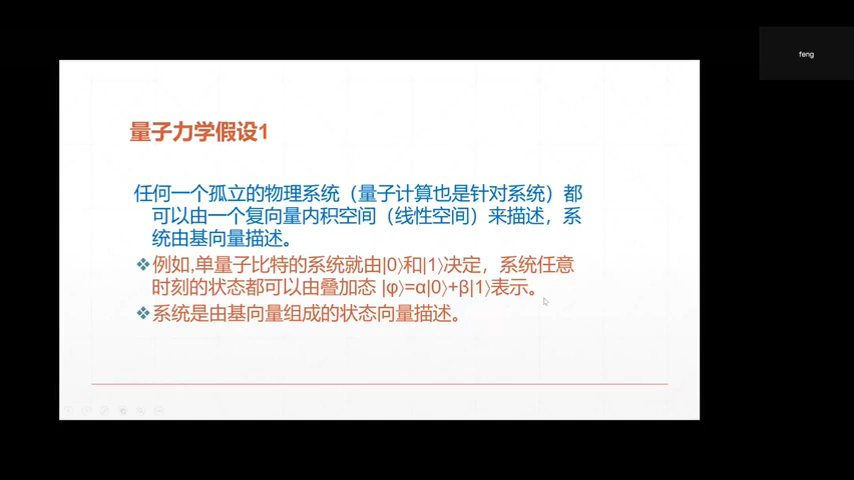 feng
量子力学假设1
任何一个孤立的物理系统（量子计算也是针对系统）都
可以由一个复向量内积空间（线性空间）来描述，系
统由基向量描述。
❖例如,单量子比特的系统就由|0⟩和|1⟩决定，系统任意
时刻的状态都可以由叠加态 |φ⟩=α|0⟩+β|1⟩表示。
❖系统是由基向量组成的状态向量描述。